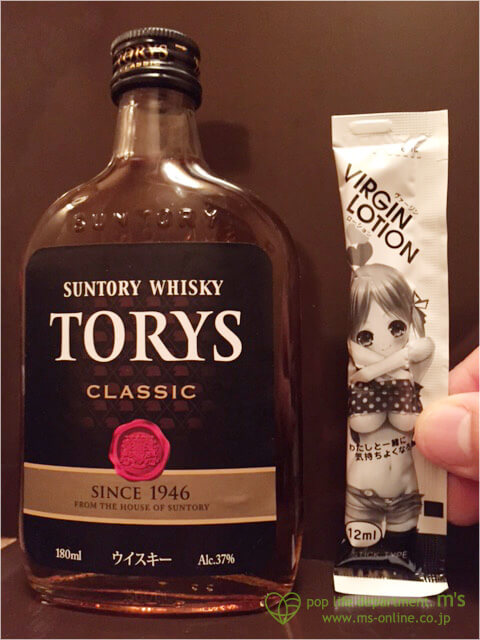 TORYS
CLASSIC
SUNTORY
SUNTORY WHISKY
TORYS
CLASSIC
SINCE 1946
FROM THE HOUSE OF SUNTORY
180ml ウイスキー Alc.37%
VIRGIN
ヴァージン
LOTION
ローション
わたしと一緒に
気持ちよくなろ
12ml
STICK TYPE
pop life department m's
www.ms-online.co.jp